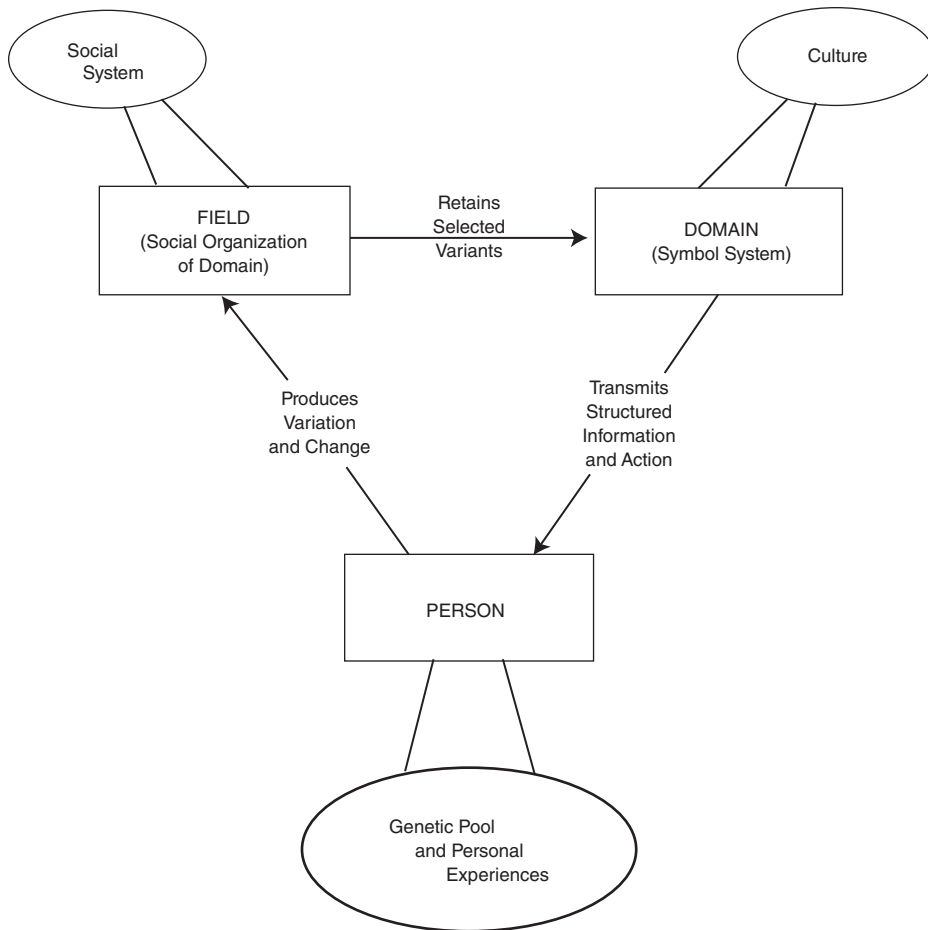 Social
System
Culture
FIELD
(Social Organization
of Domain)
Retains
Selected
Variants
DOMAIN
(Symbol System)
Produces
Variation
and Change
Transmits
Structured
Information
and Action
PERSON
Genetic Pool
and Personal
Experiences